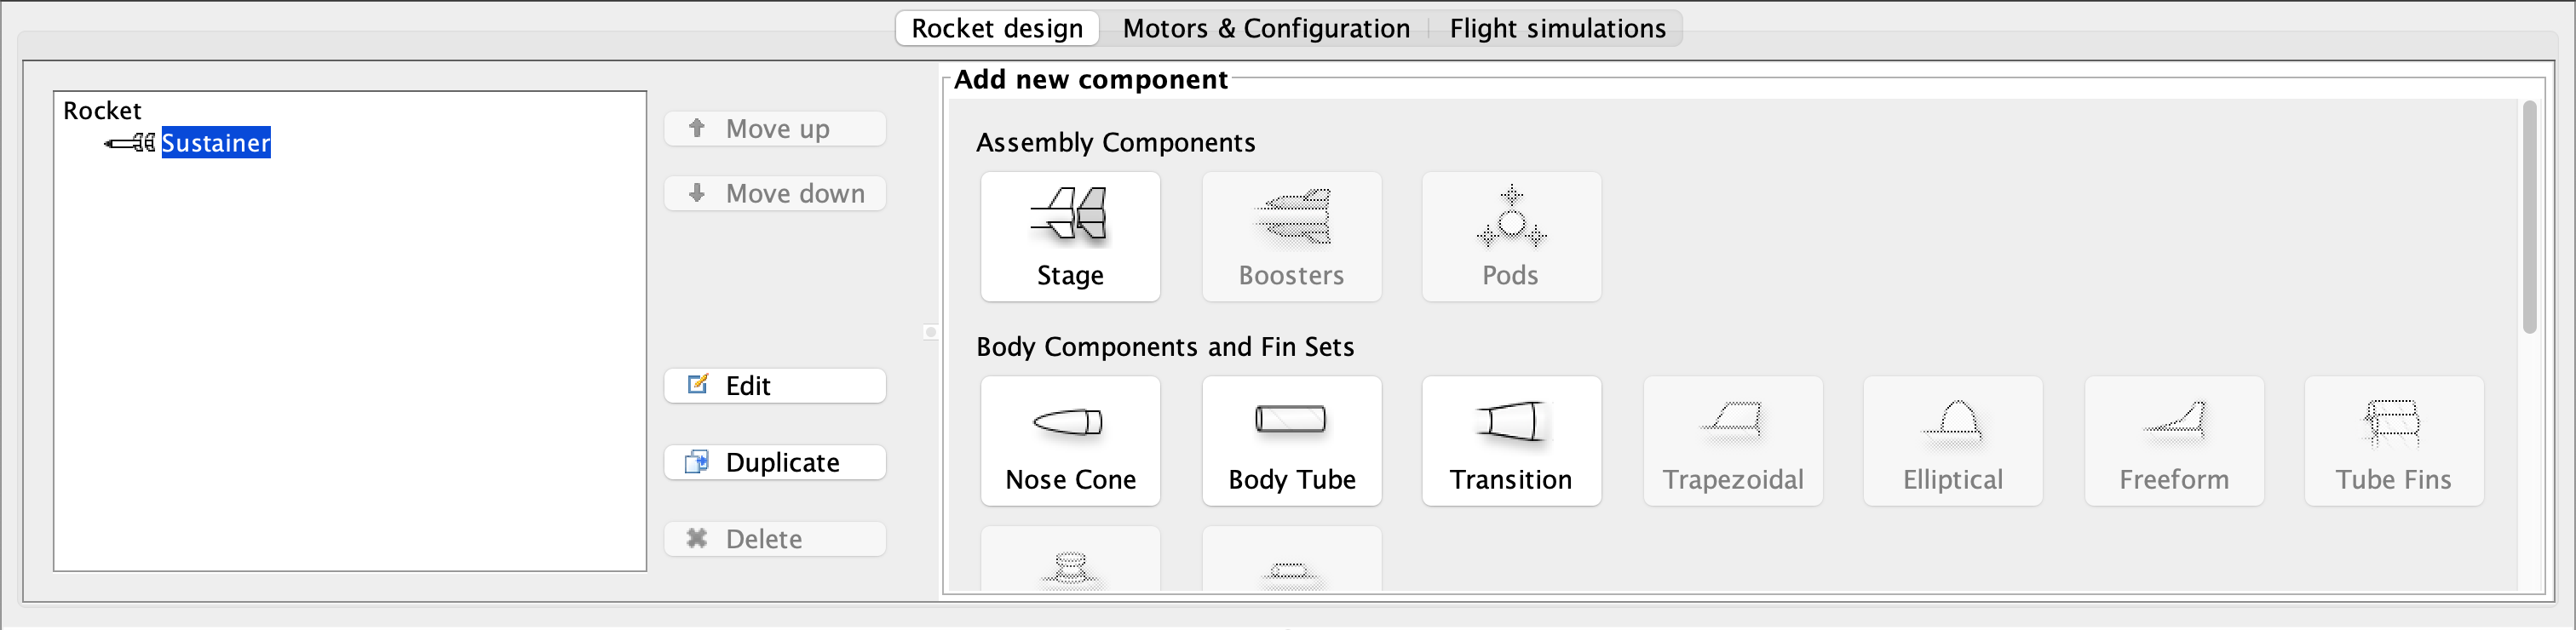 Rocket design Motors & Configuration Flight simulations
Rocket
Sustainer
Move up
Move down
Edit
Duplicate
Delete
Add new component
Assembly Components
Stage Boosters Pods
Body Components and Fin Sets
Nose Cone Body Tube Transition Trapezoidal Elliptical Freeform Tube Fins